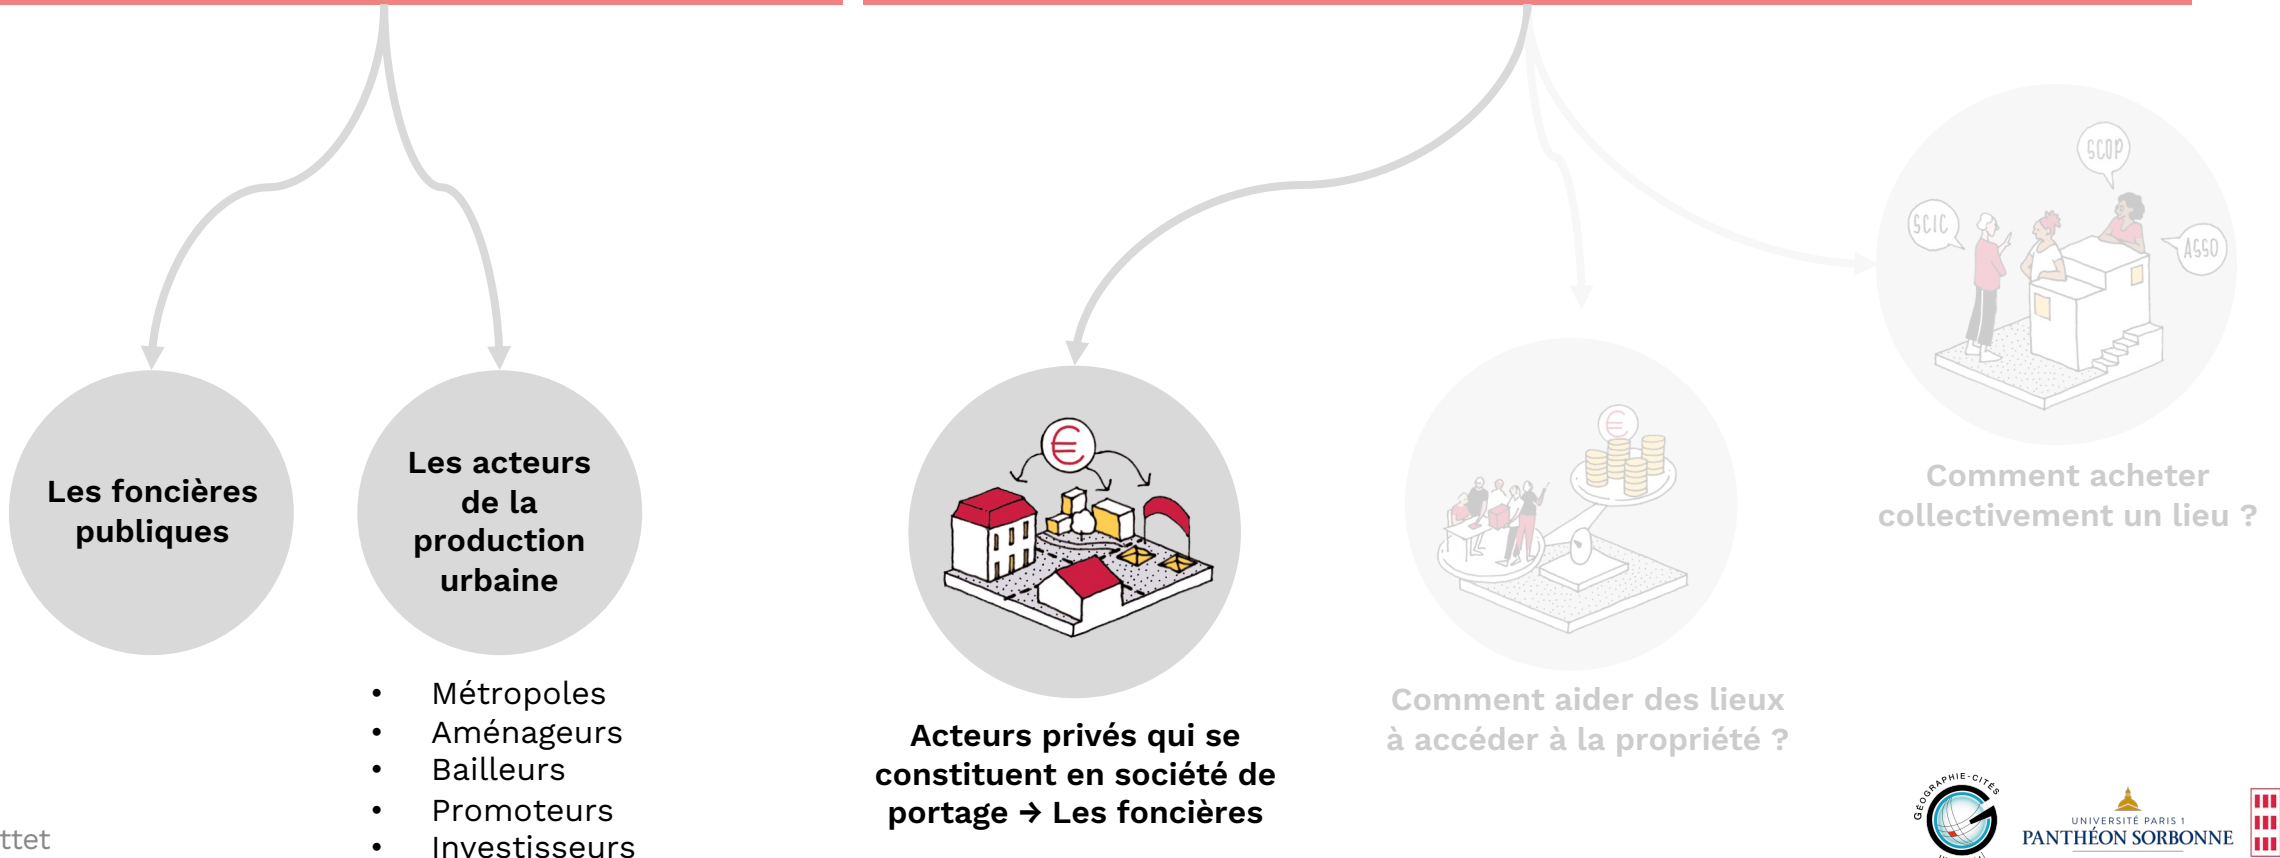 Les foncières
publiques
Les acteurs
de la
production
urbaine
• Métropoles
• Aménageurs
• Bailleurs
• Promoteurs
• Investisseurs
€
Acteurs privés qui se
constituent en société de
portage → Les foncières
€
Comment aider des lieux
à accéder à la propriété ?
SCIC
SCOP
ASSO
Comment acheter
collectivement un lieu ?
ttet
GÉOGRAPHIE-CITÉS
UNIVERSITÉ PARIS 1
PANTHÉON SORBONNE